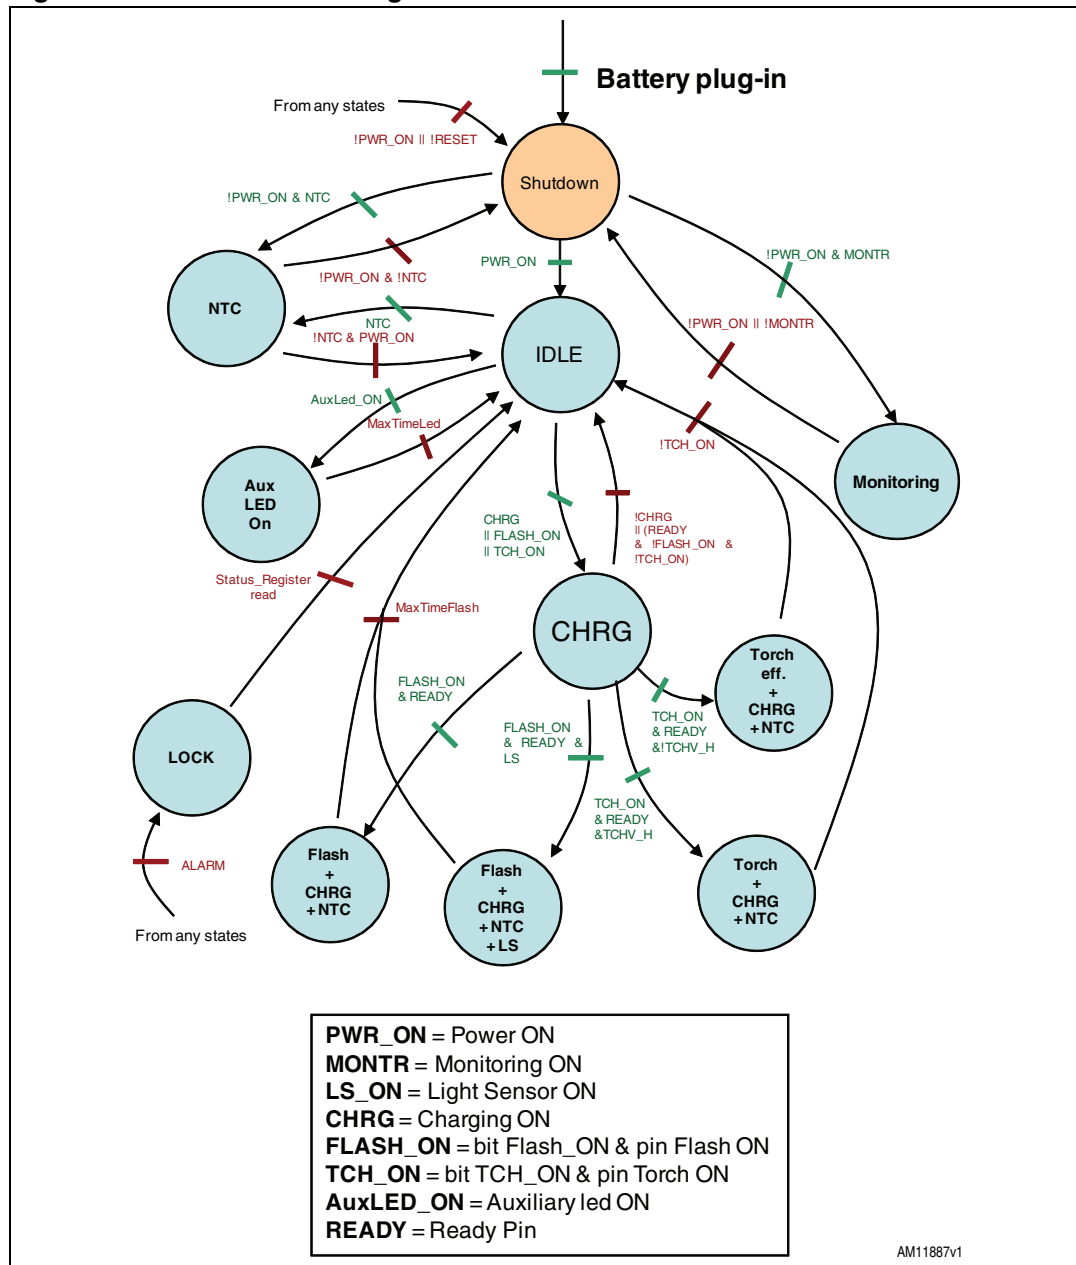 Battery plug-in
From any states
!PWR_ON || !RESET
Shutdown
!PWR_ON & NTC
!PWR_ON & MONTR
PWR_ON
!PWR_ON & !NTC
NTC
NTC
!NTC & PWR_ON
!PWR_ON || !MONTR
IDLE
AuxLed_ON
MaxTimeLed
!TCH_ON
Aux
LED
On
Monitoring
CHRG
|| FLASH_ON
|| TCH_ON
!CHRG
|| (READY
& !FLASH_ON &
!TCH_ON)
Status_Register
read
MaxTimeFlash
CHRG
Torch
eff.
+
CHRG
+NTC
FLASH_ON
& READY
TCH_ON
& READY
&!TCHV_H
FLASH_ON
& READY &
LS
LOCK
TCH_ON
& READY
&TCHV_H
ALARM
From any states
Flash
+
CHRG
+NTC
Flash
+
CHRG
+NTC
+LS
Torch
+
CHRG
+NTC
PWR_ON = Power ON
MONTR = Monitoring ON
LS_ON = Light Sensor ON
CHRG = Charging ON
FLASH_ON = bit Flash_ON & pin Flash ON
TCH_ON = bit TCH_ON & pin Torch ON
AuxLED_ON = Auxiliary led ON
READY = Ready Pin
AM11887v1